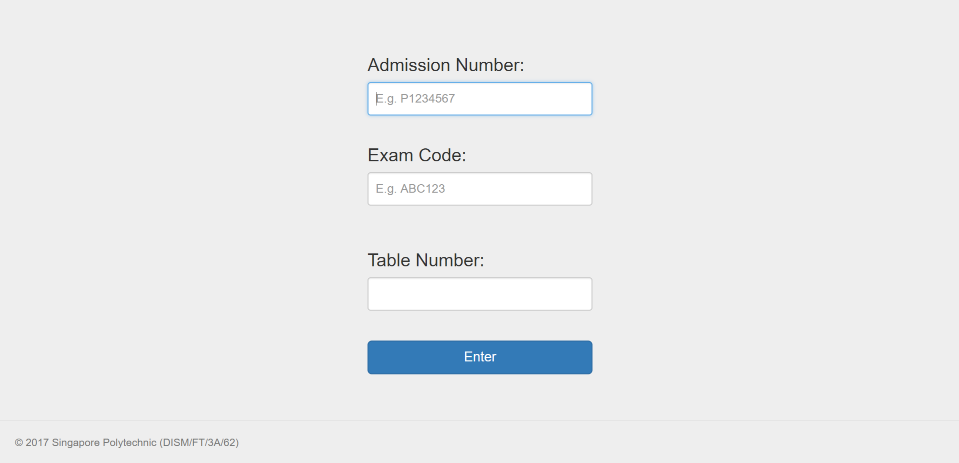 Admission Number:
E.g. P1234567
Exam Code:
E.g. ABC123
Table Number:
Enter
© 2017 Singapore Polytechnic (DISM/FT/3A/62)